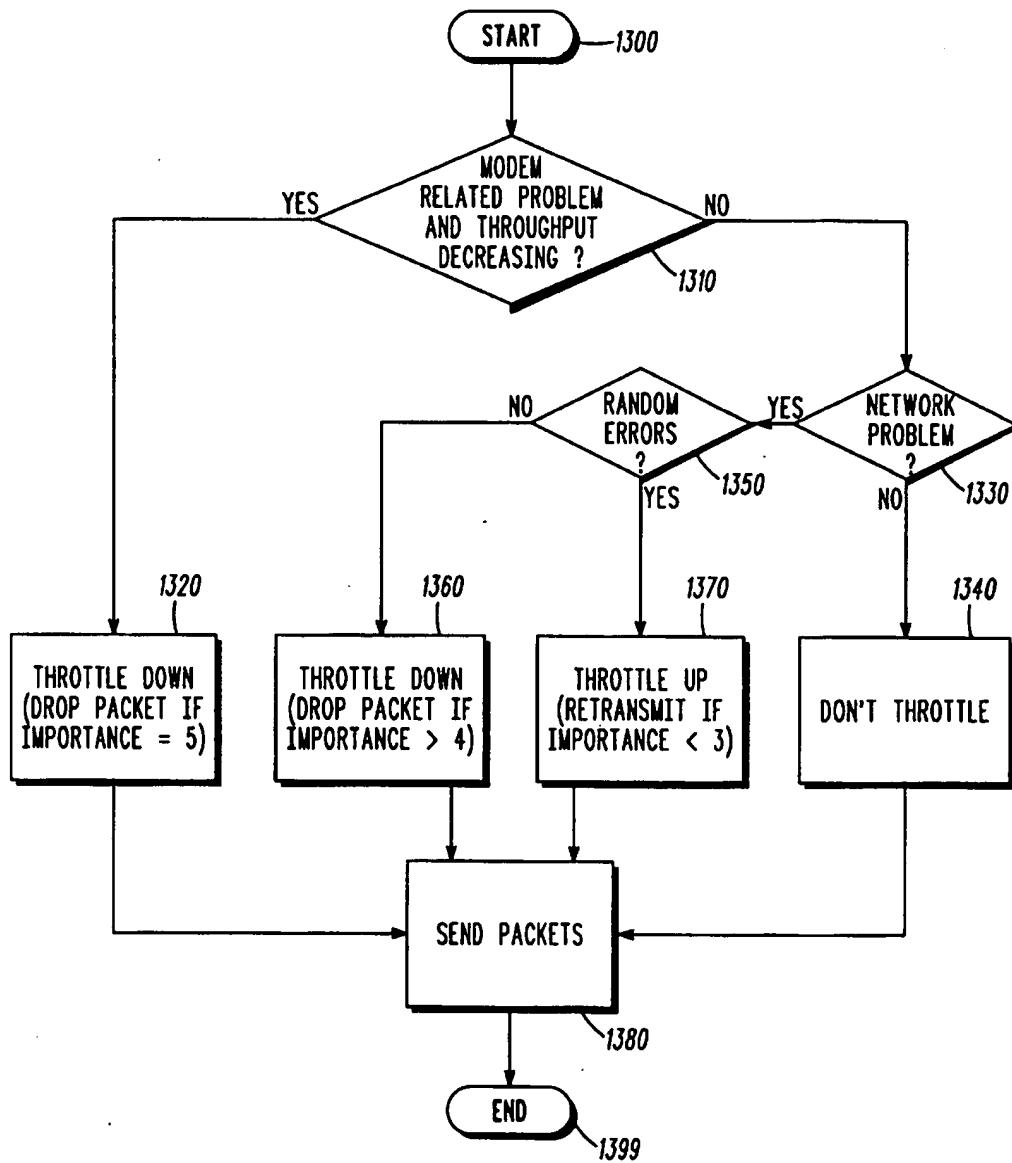 START
1300
MODEM
RELATED PROBLEM
AND THROUGHPUT
DECREASING ?
YES
NO
1310
NO
RANDOM
ERRORS
?
YES
1350
YES
NETWORK
PROBLEM
?
NO
1330
1320
THROTTLE DOWN
(DROP PACKET IF
IMPORTANCE = 5)
1360
THROTTLE DOWN
(DROP PACKET IF
IMPORTANCE > 4)
1370
THROTTLE UP
(RETRANSMIT IF
IMPORTANCE < 3)
1340
DON'T THROTTLE
SEND PACKETS
1380
END
1399